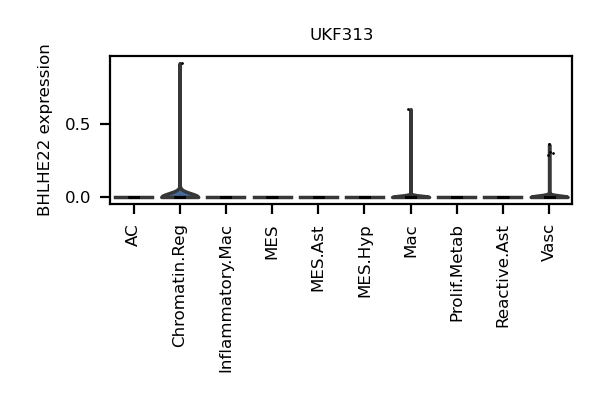 UKF313
BHLHE22 expression
0.5
0.0
AC
Chromatin.Reg
Inflammatory.Mac
MES
MES.Ast
MES.Hyp
Mac
Prolif.Metab
Reactive.Ast
Vasc